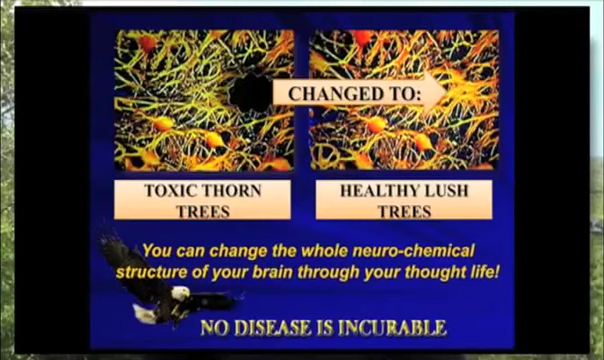 CHANGED TO:
TOXIC THORN
TREES
HEALTHY LUSH
TREES
You can change the whole neuro-chemical
structure of your brain through your thought life!
NO DISEASE IS INCURABLE